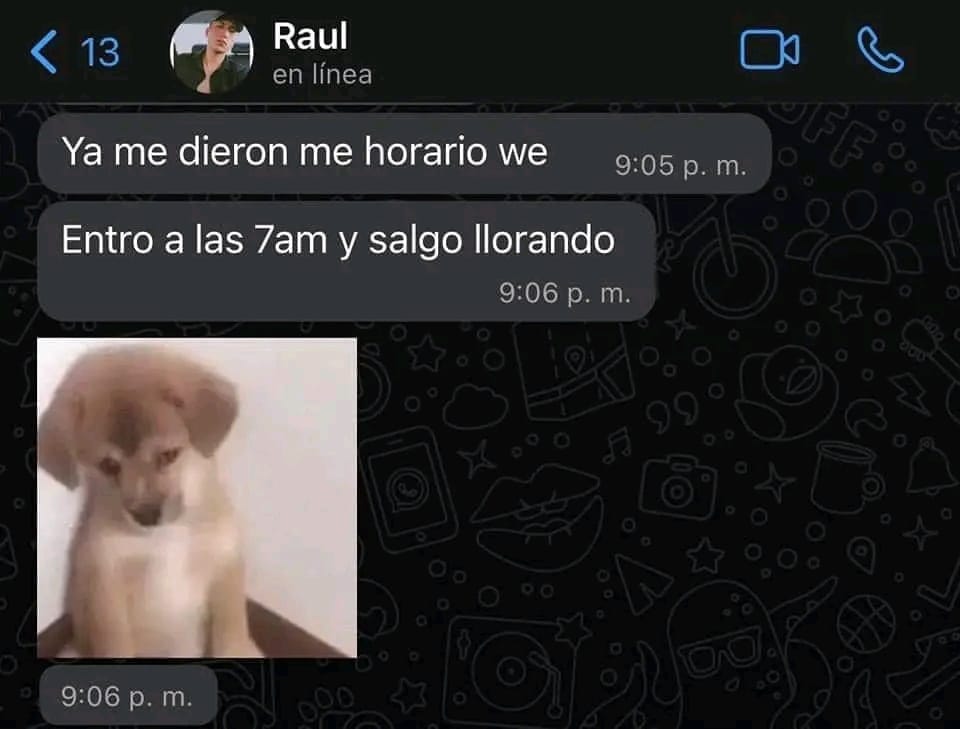 13
Raul
en línea
Ya me dieron me horario we
9:05 p. m.
Entro a las 7am y salgo llorando
9:06 p. m.
9:06 p. m.